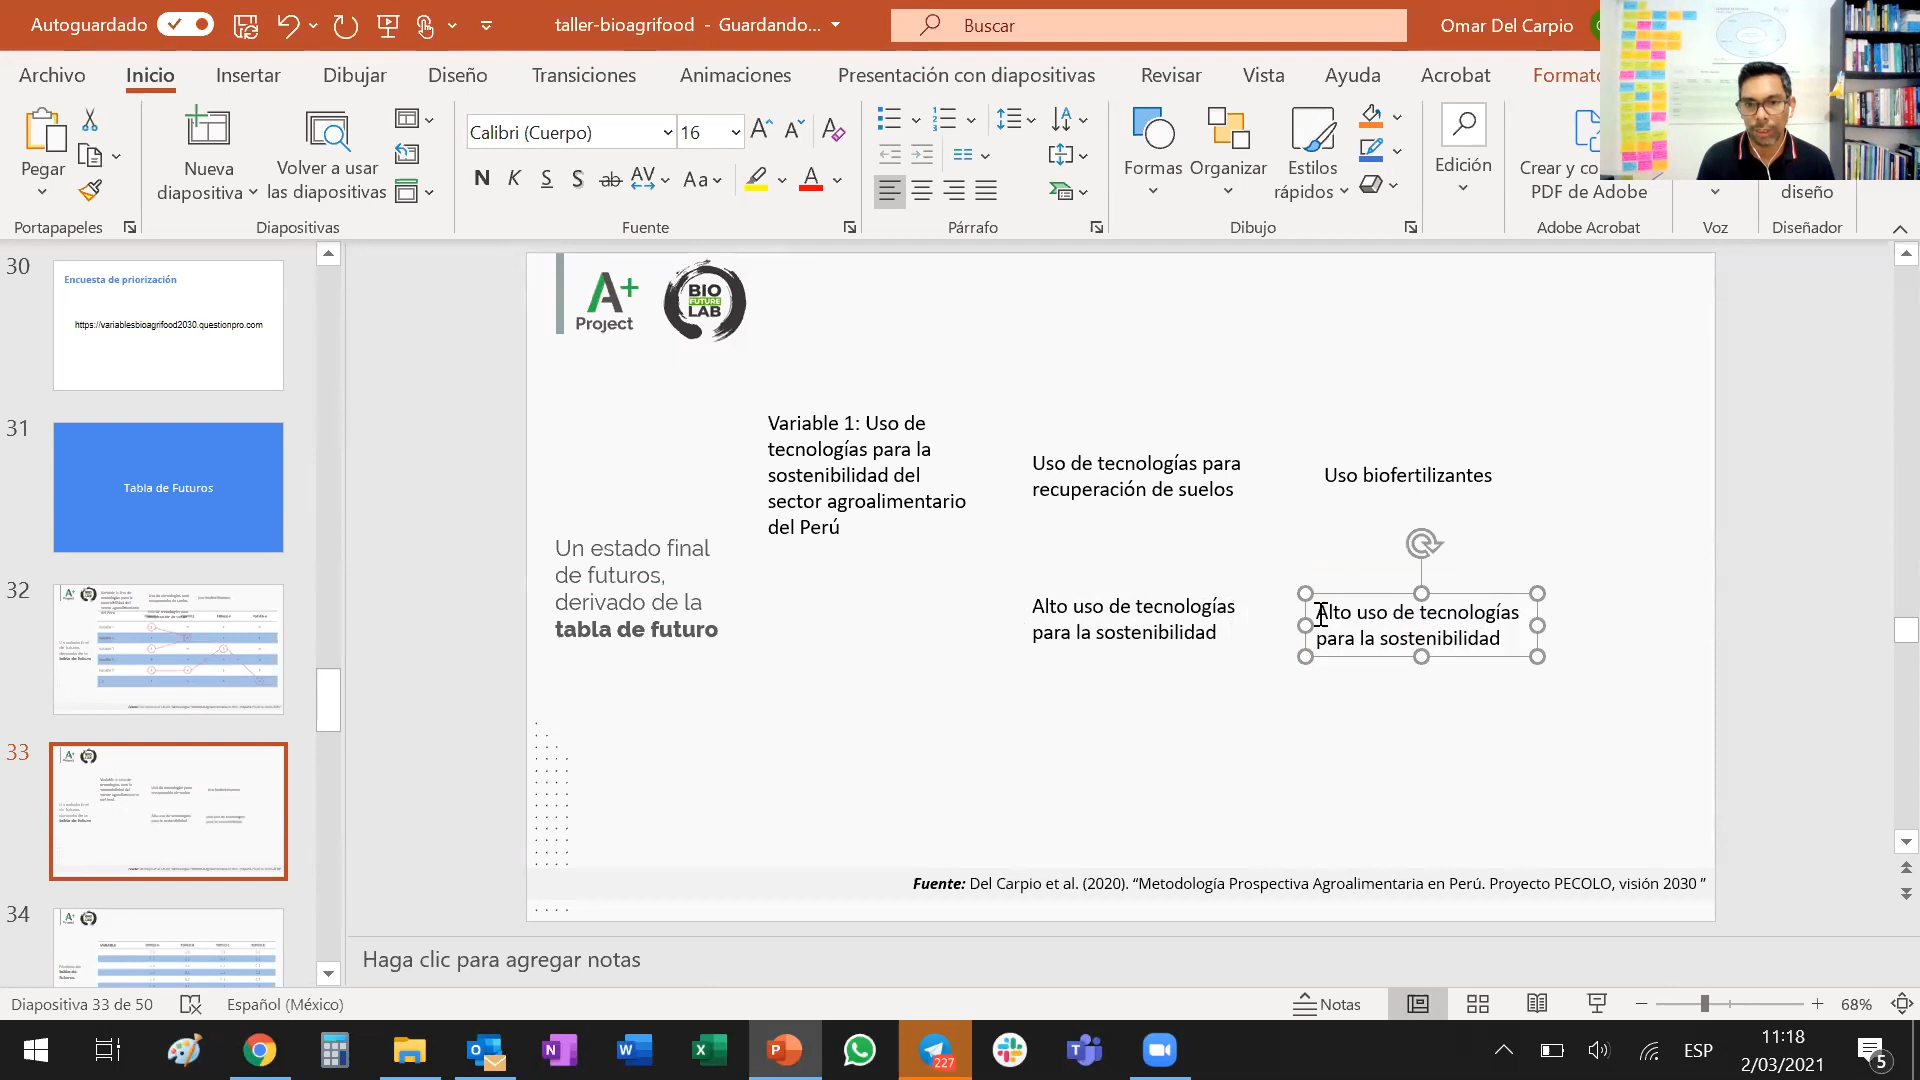 Autoguardado
taller-bioagrifood - Guardando...
Buscar
Omar Del Carpio
Archivo
Inicio
Insertar
Dibujar
Diseño
Transiciones
Animaciones
Presentación con diapositivas
Revisar
Vista
Ayuda
Acrobat
Formato
Pegar
Portapapeles
Nueva
diapositiva
Volver a usar
las diapositivas
Diapositivas
Calibri (Cuerpo)
16
N K S S ab AV Aa A
Fuente
Párrafo
Formas
Organizar
Estilos
rápidos
Dibujo
Edición
Crear y co
PDF de Adobe
Adobe Acrobat
Voz
diseño
Diseñador
30
Encuesta de priorización
https://variablesbioagrifood2030.questionpro.com
31
Tabla de Futuros
32
33
34
A+
Project
BIO
FUTURE
LAB
Variable 1: Uso de
tecnologías para la
sostenibilidad del
sector agroalimentario
del Perú
Uso de tecnologías para
recuperación de suelos
Uso biofertilizantes
Un estado final
de futuros,
derivado de la
tabla de futuro
Alto uso de tecnologías
para la sostenibilidad
Alto uso de tecnologías
para la sostenibilidad
Fuente: Del Carpio et al. (2020). “Metodología Prospectiva Agroalimentaria en Perú. Proyecto PECOLO, visión 2030 ”
Haga clic para agregar notas
Diapositiva 33 de 50
Español (México)
Notas
68%
227
ESP
11:18
2/03/2021
5